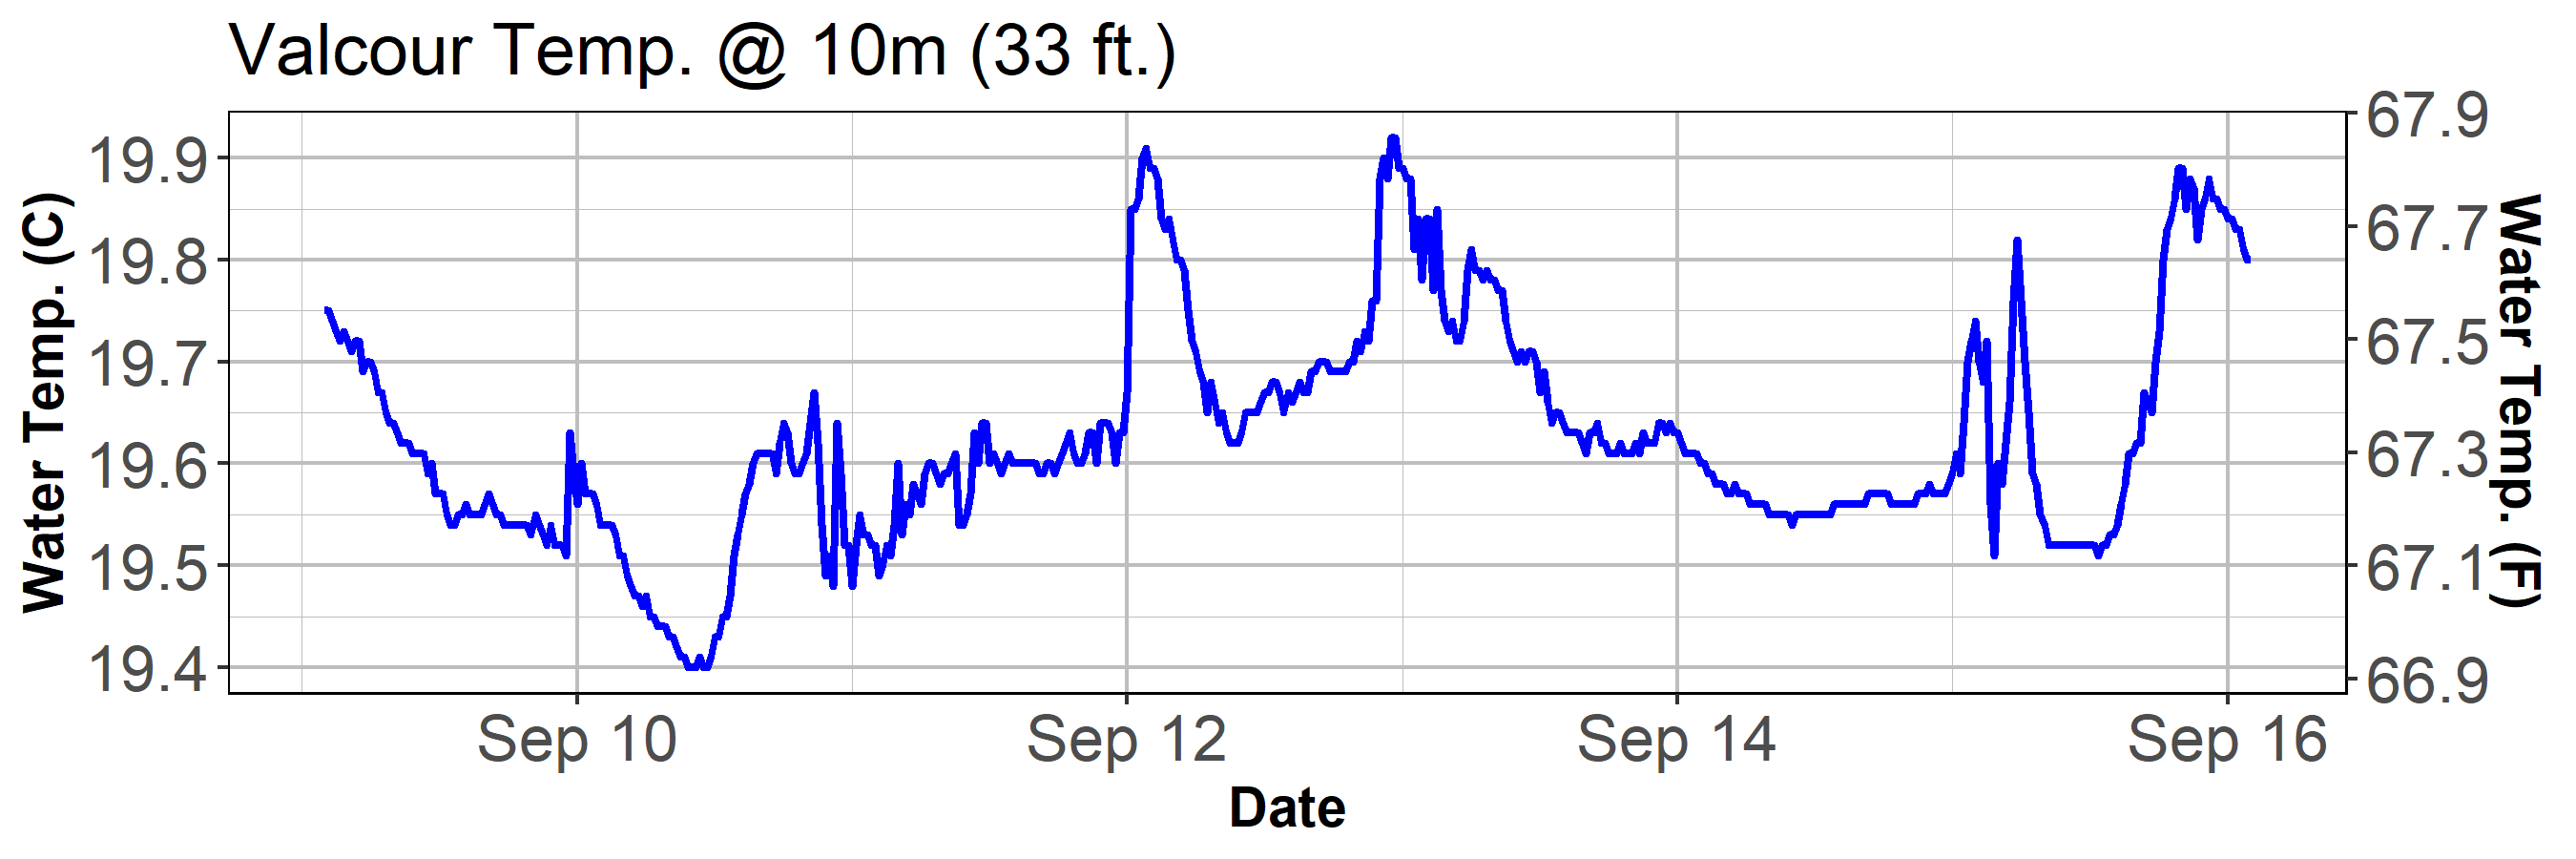 Valcour Temp. @ 10m (33 ft.)
Water Temp. (C)
19.9
19.8
19.7
19.6
19.5
19.4
67.9
67.7
67.5
67.3
67.1
66.9
Water Temp. (F)
Sep 10
Sep 12
Sep 14
Sep 16
Date